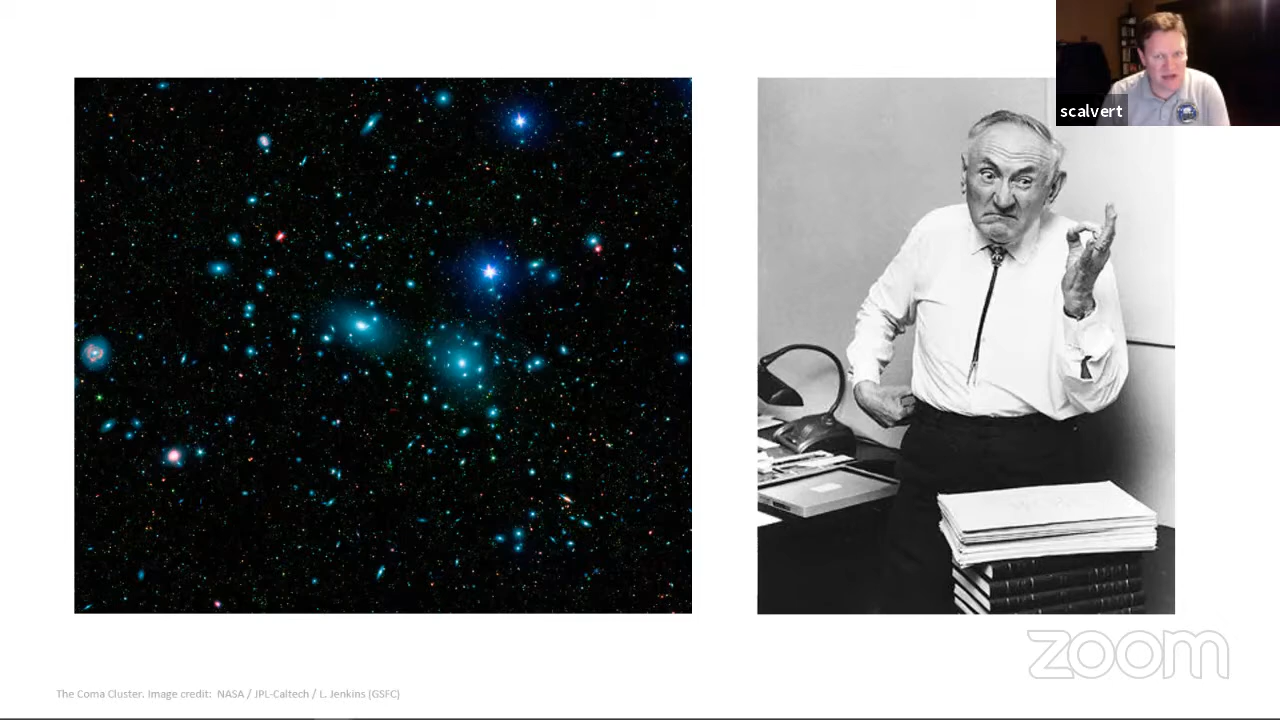 scalvert
zoom
The Coma Cluster. Image credit: NASA / JPL-Caltech / L. Jenkins (GSFC)